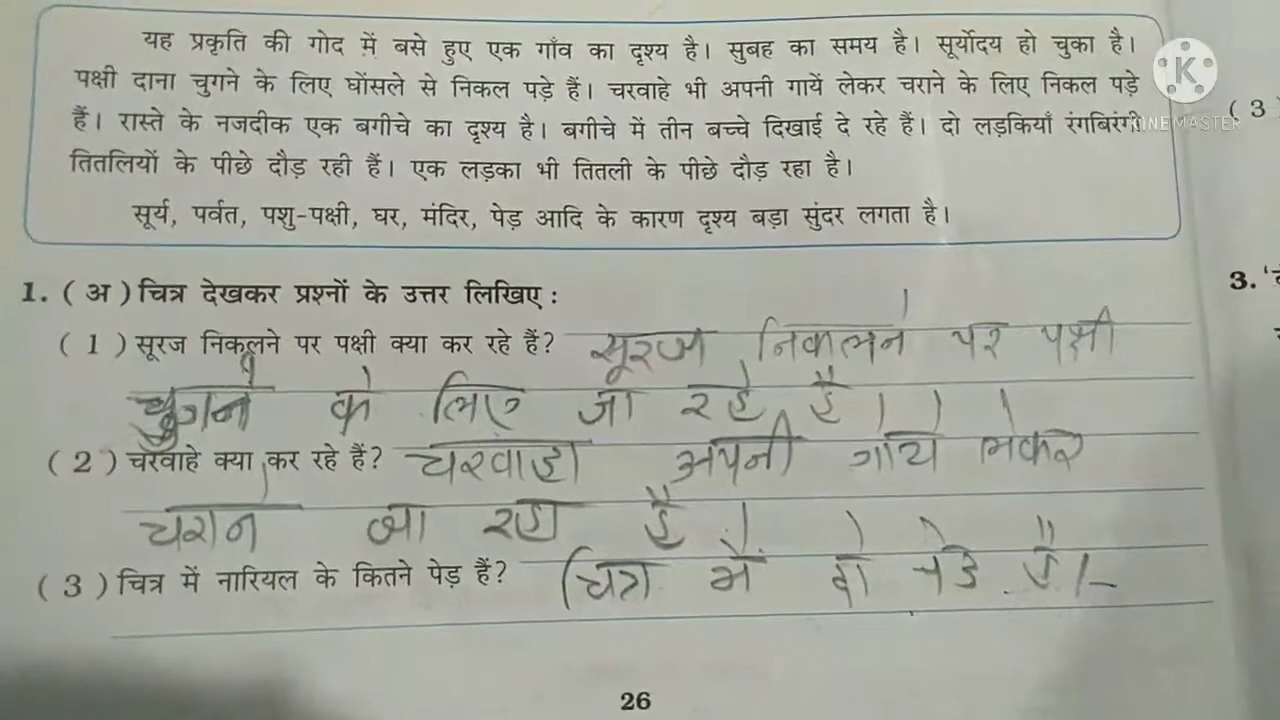 यह प्रकृति की गोद में बसे हुए एक गाँव का दृश्य है। सुबह का समय है। सूर्योदय हो चुका है।
पक्षी दाना चुगने के लिए घोंसले से निकल पड़े हैं। चरवाहे भी अपनी गायें लेकर चराने के लिए निकल पड़े
हैं। रास्ते के नजदीक एक बगीचे का दृश्य है। बगीचे में तीन बच्चे दिखाई दे रहे हैं। दो लड़कियाँ रंगबिरंगी
तितलियों के पीछे दौड़ रही हैं। एक लड़का भी तितली के पीछे दौड़ रहा है।
सूर्य, पर्वत, पशु-पक्षी, घर, मंदिर, पेड़ आदि के कारण दृश्य बड़ा सुंदर लगता है।
K
KINEMASTER
( 3
1. ( अ ) चित्र देखकर प्रश्नों के उत्तर लिखिए :
3.
( 1 ) सूरज निकलने पर पक्षी क्या कर रहे हैं? सूरज निकलने पर पक्षी
चुगने के लिए जा रहे है।
( 2 ) चरवाहे क्या कर रहे हैं? चरवाहा अपनी गाये लेकर
चराने जा रहा है।
( 3 ) चित्र में नारियल के कितने पेड़ हैं? चित्र में दो पेड है।
26